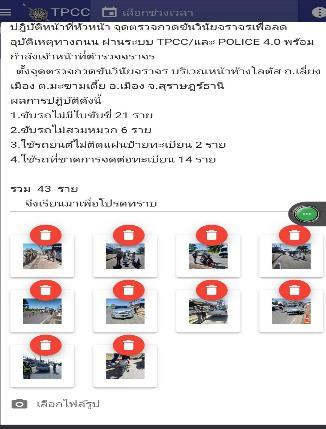 TPCC เลือกช่วงเวลา
ปฏิบัติหน้าที่หัวหน้า จุดตรวจกวดขันวินัยจราจรเพื่อลด
อุบัติเหตุทางถนน ผ่านระบบ TPCC/และ POLICE 4.0 พร้อม
กำลังเจ้าหน้าที่ตำรวจจราจร
ตั้งจุดตรวจกวดขันวินัยจราจร บริเวณหน้าห้างโลตัส ถ.เลี่ยง
เมือง ต.มะขามเตี้ย อ.เมือง จ.สุราษฎร์ธานี
ผลการปฏิบัติดังนี้
1.ขับรถไม่มีใบขับขี่ 21 ราย
2.ขับรถไม่สวมหมวก 6 ราย
3.ใช้รถยนต์ไม่ติดแผ่นป้ายทะเบียน 2 ราย
4.ใช้รถที่ขาดการจดต่อทะเบียน 14 ราย
รวม 43 ราย
จึงเรียนมาเพื่อโปรดทราบ
เลือกไฟล์รูป